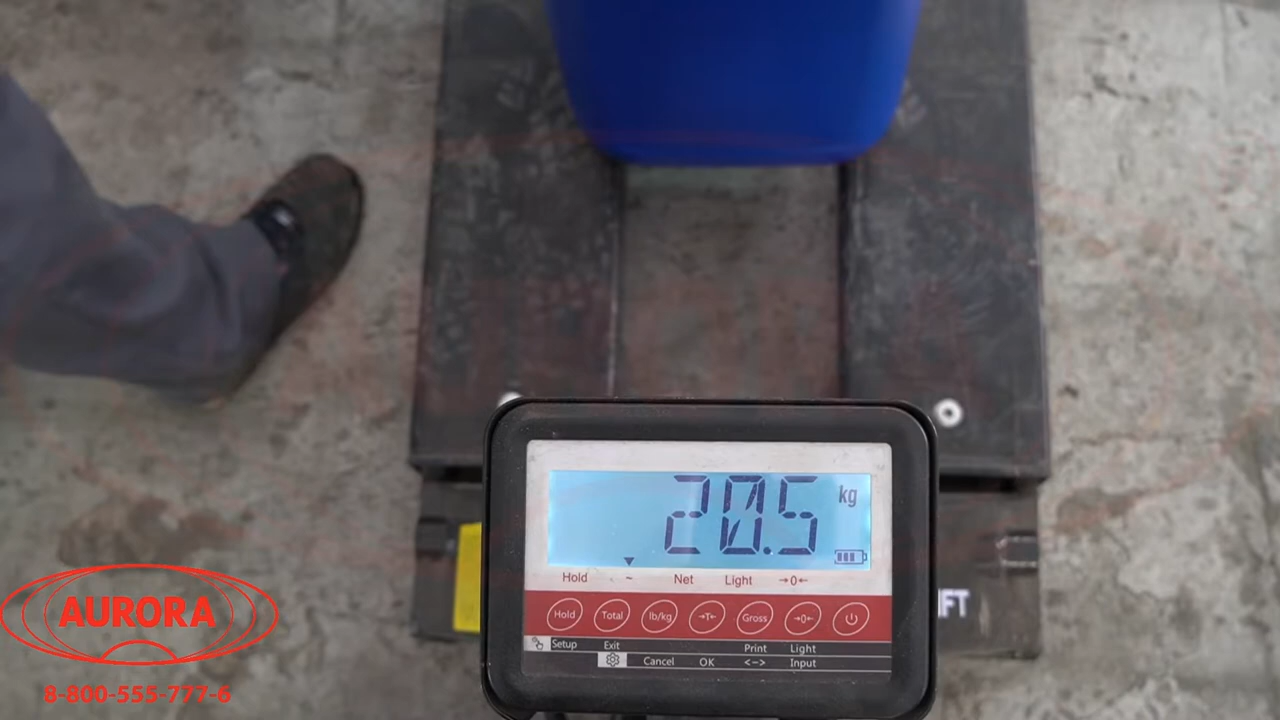 20.5 kg
Hold ~ Net Light →0←
Hold Total lb/kg →T← Gross →0←
Setup Exit Print Light
Cancel OK <--> Input
AURORA
8-800-555-777-6